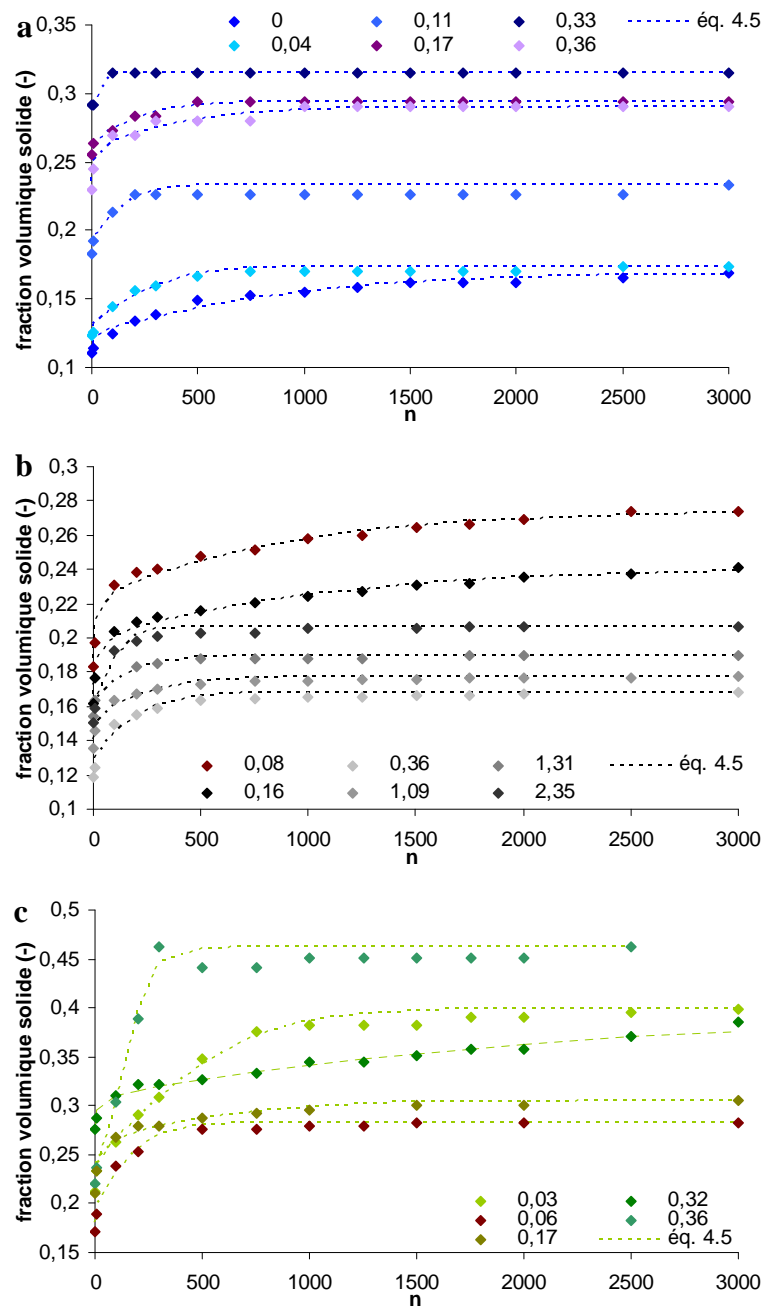 a
0 0,11 0,33 éq. 4.5
0,04 0,17 0,36
0,35
0,3
0,25
0,2
0,15
0,1
fraction volumique solide (-)
0 500 1000 1500 2000 2500 3000
n
b
0,3
0,28
0,26
0,24
0,22
0,2
0,18
0,16
0,14
0,12
0,1
fraction volumique solide (-)
0,08 0,36 1,31 éq. 4.5
0,16 1,09 2,35
0 500 1000 1500 2000 2500 3000
n
c
0,5
0,45
0,4
0,35
0,3
0,25
0,2
0,15
fraction volumique solide (-)
0,03 0,32
0,06 0,36
0,17 éq. 4.5
0 500 1000 1500 2000 2500 3000
n